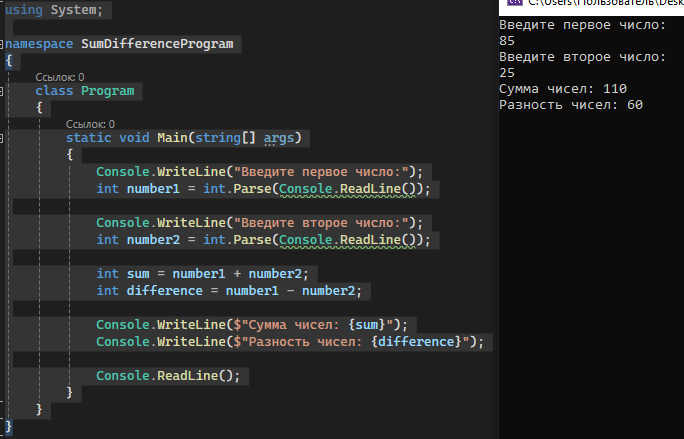 using System;
namespace SumDifferenceProgram
{
Ссылок: 0
class Program
{
Ссылок: 0
static void Main(string[] args)
{
Console.WriteLine("Введите первое число:");
int number1 = int.Parse(Console.ReadLine());
Console.WriteLine("Введите второе число:");
int number2 = int.Parse(Console.ReadLine());
int sum = number1 + number2;
int difference = number1 - number2;
Console.WriteLine($"Сумма чисел: {sum}");
Console.WriteLine($"Разность чисел: {difference}");
Console.ReadLine();
}
}
}
C:\Users\Пользователь\Desk
Введите первое число:
85
Введите второе число:
25
Сумма чисел: 110
Разность чисел: 60